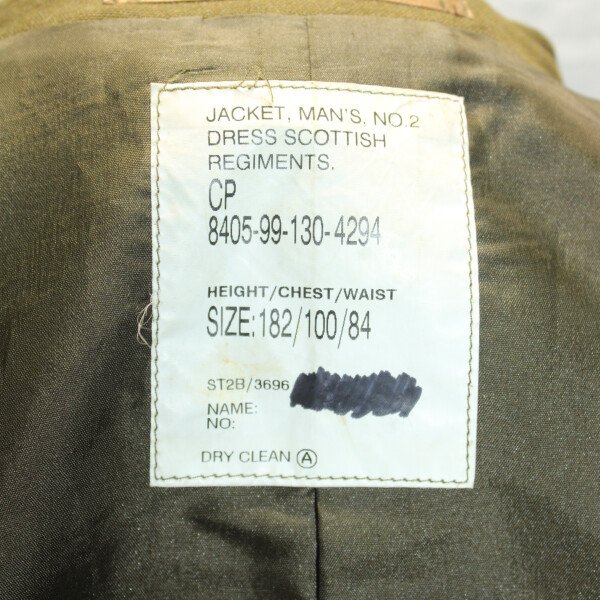 JACKET, MAN'S, NO.2
DRESS SCOTTISH
REGIMENTS.
CP
8405-99-130-4294
HEIGHT/CHEST/WAIST
SIZE: 182/100/84
ST2B/3696
NAME:
NO:
DRY CLEAN Ⓐ